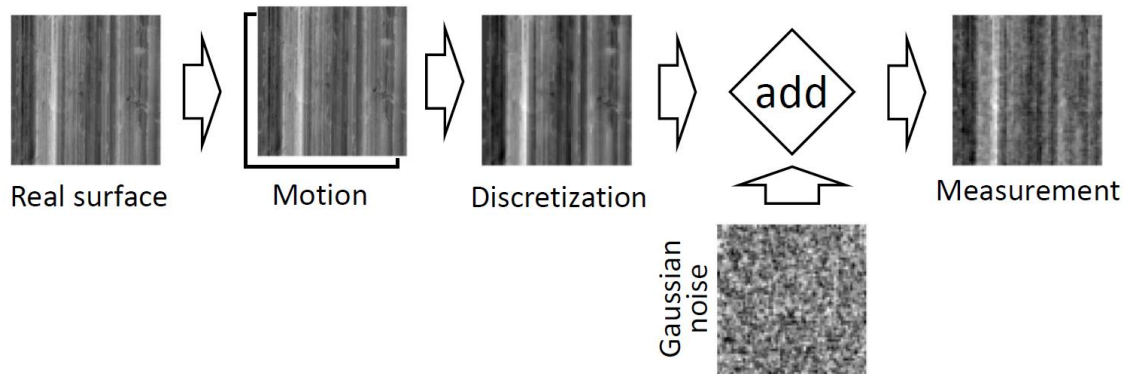 add
Real surface
Motion
Discretization
Measurement
Gaussian
noise